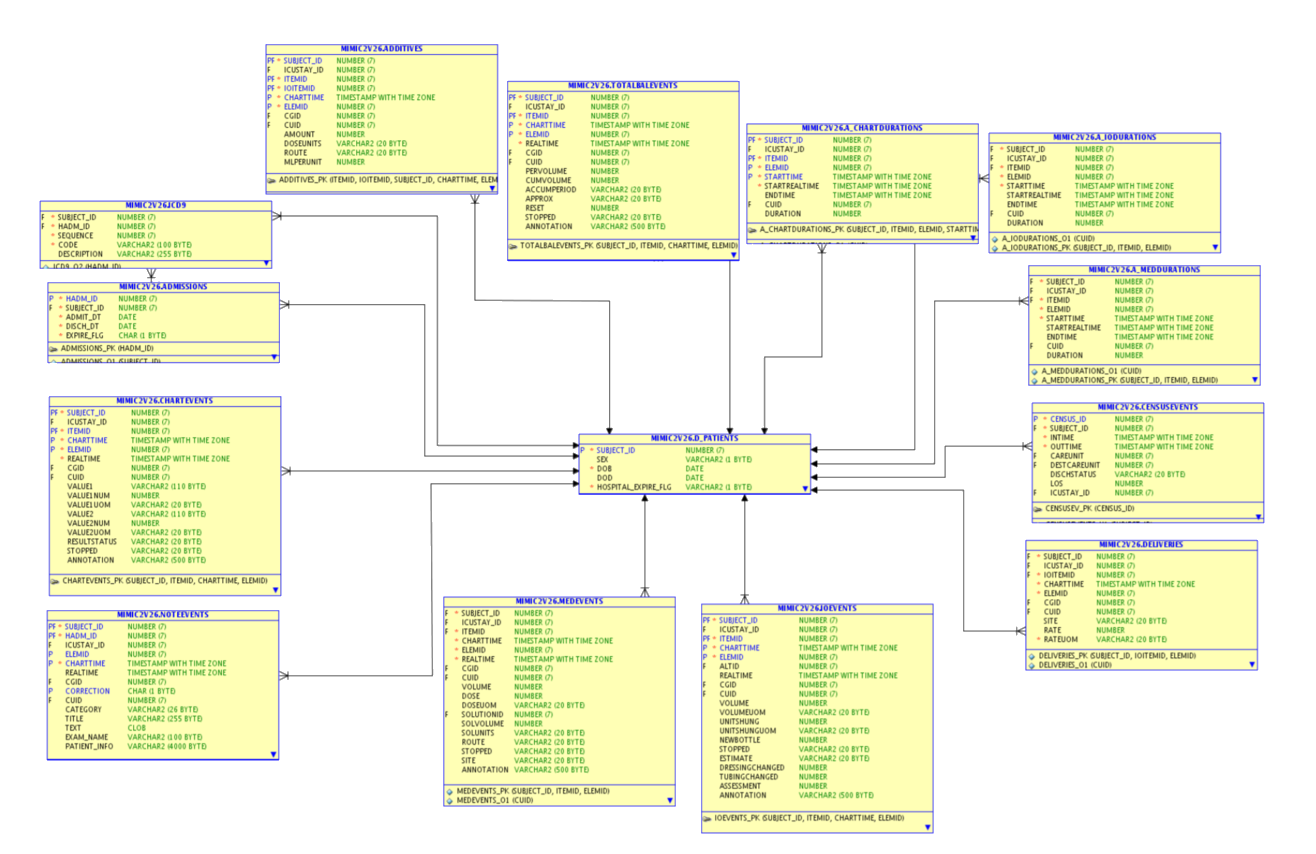 MIMIC2V26.ADDITIVES
PF * SUBJECT_ID NUMBER (7)
F ICUSTAY_ID NUMBER (7)
PF * ITEMID NUMBER (7)
PF * IOITEMID NUMBER (7)
P * CHARTTIME TIMESTAMP WITH TIME ZONE
P * ELEMID NUMBER (7)
F CGID NUMBER (7)
F CUID NUMBER (7)
AMOUNT NUMBER
DOSEUNITS VARCHAR2 (20 BYTE)
ROUTE VARCHAR2 (20 BYTE)
MLPERUNIT NUMBER
ADDITIVES_PK (ITEMID, IOITEMID, SUBJECT_ID, CHARTTIME, ELEM
MIMIC2V26.TOTALBALEVENTS
PF * SUBJECT_ID NUMBER (7)
F ICUSTAY_ID NUMBER (7)
PF * ITEMID NUMBER (7)
P * CHARTTIME TIMESTAMP WITH TIME ZONE
P * ELEMID NUMBER (7)
* REALTIME TIMESTAMP WITH TIME ZONE
F CGID NUMBER (7)
F CUID NUMBER (7)
PERVOLUME NUMBER
CUMVOLUME NUMBER
ACCUMPERIOD VARCHAR2 (20 BYTE)
APPROX VARCHAR2 (20 BYTE)
RESET NUMBER
STOPPED VARCHAR2 (20 BYTE)
ANNOTATION VARCHAR2 (500 BYTE)
TOTALBALEVENTS_PK (SUBJECT_ID, ITEMID, CHARTTIME, ELEMID)
MIMIC2V26.A_CHARTDURATIONS
PF * SUBJECT_ID NUMBER (7)
F ICUSTAY_ID NUMBER (7)
PF * ITEMID NUMBER (7)
P * ELEMID NUMBER (7)
P * STARTTIME TIMESTAMP WITH TIME ZONE
* STARTREALTIME TIMESTAMP WITH TIME ZONE
ENDTIME TIMESTAMP WITH TIME ZONE
F CUID NUMBER (7)
DURATION NUMBER
A_CHARTDURATIONS_PK (SUBJECT_ID, ITEMID, ELEMID, STARTTIM
MIMIC2V26.A_IODURATIONS
F * SUBJECT_ID NUMBER (7)
F ICUSTAY_ID NUMBER (7)
F * ITEMID NUMBER (7)
* ELEMID NUMBER (7)
* STARTTIME TIMESTAMP WITH TIME ZONE
STARTREALTIME TIMESTAMP WITH TIME ZONE
ENDTIME TIMESTAMP WITH TIME ZONE
F CUID NUMBER (7)
DURATION NUMBER
A_IODURATIONS_O1 (CUID)
A_IODURATIONS_PK (SUBJECT_ID, ITEMID, ELEMID)
MIMIC2V26.ICD9
F * SUBJECT_ID NUMBER (7)
F * HADM_ID NUMBER (7)
* SEQUENCE NUMBER (7)
* CODE VARCHAR2 (100 BYTE)
DESCRIPTION VARCHAR2 (255 BYTE)
ICD9_O2 (HADM_ID)
MIMIC2V26.ADMISSIONS
P * HADM_ID NUMBER (7)
F * SUBJECT_ID NUMBER (7)
* ADMIT_DT DATE
* DISCH_DT DATE
* EXPIRE_FLG CHAR (1 BYTE)
ADMISSIONS_PK (HADM_ID)
ADMISSIONS_O1 (SUBJECT_ID)
MIMIC2V26.A_MEDDURATIONS
F * SUBJECT_ID NUMBER (7)
F ICUSTAY_ID NUMBER (7)
F * ITEMID NUMBER (7)
* ELEMID NUMBER (7)
* STARTTIME TIMESTAMP WITH TIME ZONE
STARTREALTIME TIMESTAMP WITH TIME ZONE
ENDTIME TIMESTAMP WITH TIME ZONE
F CUID NUMBER (7)
DURATION NUMBER
A_MEDDURATIONS_O1 (CUID)
A_MEDDURATIONS_PK (SUBJECT_ID, ITEMID, ELEMID)
MIMIC2V26.CHARTEVENTS
PF * SUBJECT_ID NUMBER (7)
F ICUSTAY_ID NUMBER (7)
PF * ITEMID NUMBER (7)
P * CHARTTIME TIMESTAMP WITH TIME ZONE
P * ELEMID NUMBER (7)
* REALTIME TIMESTAMP WITH TIME ZONE
F CGID NUMBER (7)
F CUID NUMBER (7)
VALUE1 VARCHAR2 (110 BYTE)
VALUE1NUM NUMBER
VALUE1UOM VARCHAR2 (20 BYTE)
VALUE2 VARCHAR2 (110 BYTE)
VALUE2NUM NUMBER
VALUE2UOM VARCHAR2 (20 BYTE)
RESULTSTATUS VARCHAR2 (20 BYTE)
STOPPED VARCHAR2 (20 BYTE)
ANNOTATION VARCHAR2 (500 BYTE)
CHARTEVENTS_PK (SUBJECT_ID, ITEMID, CHARTTIME, ELEMID)
MIMIC2V26.D_PATIENTS
P * SUBJECT_ID NUMBER (7)
SEX VARCHAR2 (1 BYTE)
* DOB DATE
DOD DATE
* HOSPITAL_EXPIRE_FLG VARCHAR2 (1 BYTE)
MIMIC2V26.CENSUSEVENTS
P * CENSUS_ID NUMBER (7)
F * SUBJECT_ID NUMBER (7)
* INTIME TIMESTAMP WITH TIME ZONE
* OUTTIME TIMESTAMP WITH TIME ZONE
F CAREUNIT NUMBER (7)
F DESTCAREUNIT NUMBER (7)
DISCHSTATUS VARCHAR2 (20 BYTE)
LOS NUMBER
F ICUSTAY_ID NUMBER (7)
CENSUSEV_PK (CENSUS_ID)
MIMIC2V26.DELIVERIES
F * SUBJECT_ID NUMBER (7)
F ICUSTAY_ID NUMBER (7)
F * IOITEMID NUMBER (7)
* CHARTTIME TIMESTAMP WITH TIME ZONE
* ELEMID NUMBER (7)
F CGID NUMBER (7)
F CUID NUMBER (7)
SITE VARCHAR2 (20 BYTE)
RATE NUMBER
* RATEUOM VARCHAR2 (20 BYTE)
DELIVERIES_PK (SUBJECT_ID, IOITEMID, ELEMID)
DELIVERIES_O1 (CUID)
MIMIC2V26.NOTEEVENTS
PF * SUBJECT_ID NUMBER (7)
PF * HADM_ID NUMBER (7)
F ICUSTAY_ID NUMBER (7)
P ELEMID NUMBER (7)
P * CHARTTIME TIMESTAMP WITH TIME ZONE
REALTIME TIMESTAMP WITH TIME ZONE
F CGID NUMBER (7)
P CORRECTION CHAR (1 BYTE)
F CUID NUMBER (7)
CATEGORY VARCHAR2 (26 BYTE)
TITLE VARCHAR2 (255 BYTE)
TEXT CLOB
EXAM_NAME VARCHAR2 (100 BYTE)
PATIENT_INFO VARCHAR2 (4000 BYTE)
MIMIC2V26.MEDEVENTS
F * SUBJECT_ID NUMBER (7)
F ICUSTAY_ID NUMBER (7)
F * ITEMID NUMBER (7)
* CHARTTIME TIMESTAMP WITH TIME ZONE
* ELEMID NUMBER (7)
* REALTIME TIMESTAMP WITH TIME ZONE
F CGID NUMBER (7)
F CUID NUMBER (7)
VOLUME NUMBER
DOSE NUMBER
DOSEUOM VARCHAR2 (20 BYTE)
F SOLUTIONID NUMBER (7)
SOLVOLUME NUMBER
SOLUNITS VARCHAR2 (20 BYTE)
ROUTE VARCHAR2 (20 BYTE)
STOPPED VARCHAR2 (20 BYTE)
SITE VARCHAR2 (20 BYTE)
ANNOTATION VARCHAR2 (500 BYTE)
MEDEVENTS_PK (SUBJECT_ID, ITEMID, ELEMID)
MEDEVENTS_O1 (CUID)
MIMIC2V26.IOEVENTS
PF * SUBJECT_ID NUMBER (7)
F ICUSTAY_ID NUMBER (7)
PF * ITEMID NUMBER (7)
P * CHARTTIME TIMESTAMP WITH TIME ZONE
P * ELEMID NUMBER (7)
F ALTID NUMBER (7)
REALTIME TIMESTAMP WITH TIME ZONE
F CGID NUMBER (7)
F CUID NUMBER (7)
VOLUME NUMBER
VOLUMEUOM VARCHAR2 (20 BYTE)
UNITSHUNG NUMBER
UNITSHUNGUOM VARCHAR2 (20 BYTE)
NEWBOTTLE NUMBER
STOPPED VARCHAR2 (20 BYTE)
ESTIMATE VARCHAR2 (20 BYTE)
DRESSINGCHANGED NUMBER
TUBINGCHANGED NUMBER
ASSESSMENT NUMBER
ANNOTATION VARCHAR2 (500 BYTE)
IOEVENTS_PK (SUBJECT_ID, ITEMID, CHARTTIME, ELEMID)